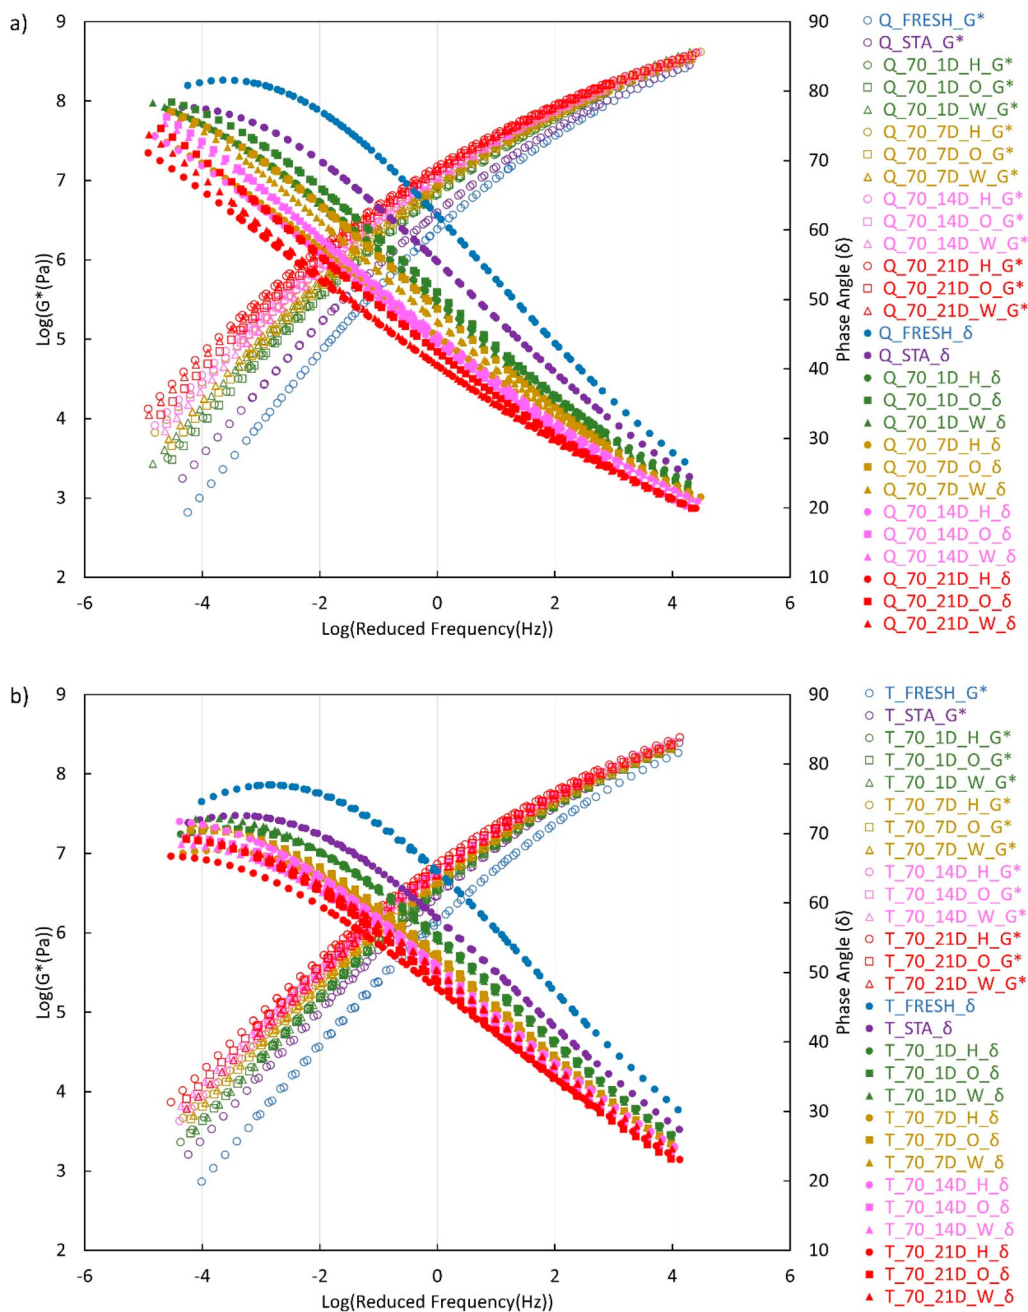 a)
9
8
7
6
5
4
3
2
Log(G*(Pa))
-6
-4
-2
0
2
4
6
Log(Reduced Frequency(Hz))
90
80
70
60
50
40
30
20
10
Phase Angle (δ)
Q_FRESH_G*
Q_STA_G*
Q_70_1D_H_G*
Q_70_1D_O_G*
Q_70_1D_W_G*
Q_70_7D_H_G*
Q_70_7D_O_G*
Q_70_7D_W_G*
Q_70_14D_H_G*
Q_70_14D_O_G*
Q_70_14D_W_G*
Q_70_21D_H_G*
Q_70_21D_O_G*
Q_70_21D_W_G*
Q_FRESH_δ
Q_STA_δ
Q_70_1D_H_δ
Q_70_1D_O_δ
Q_70_1D_W_δ
Q_70_7D_H_δ
Q_70_7D_O_δ
Q_70_7D_W_δ
Q_70_14D_H_δ
Q_70_14D_O_δ
Q_70_14D_W_δ
Q_70_21D_H_δ
Q_70_21D_O_δ
Q_70_21D_W_δ
b)
9
8
7
6
5
4
3
2
Log(G*(Pa))
-6
-4
-2
0
2
4
6
Log(Reduced Frequency(Hz))
90
80
70
60
50
40
30
20
10
Phase Angle (δ)
T_FRESH_G*
T_STA_G*
T_70_1D_H_G*
T_70_1D_O_G*
T_70_1D_W_G*
T_70_7D_H_G*
T_70_7D_O_G*
T_70_7D_W_G*
T_70_14D_H_G*
T_70_14D_O_G*
T_70_14D_W_G*
T_70_21D_H_G*
T_70_21D_O_G*
T_70_21D_W_G*
T_FRESH_δ
T_STA_δ
T_70_1D_H_δ
T_70_1D_O_δ
T_70_1D_W_δ
T_70_7D_H_δ
T_70_7D_O_δ
T_70_7D_W_δ
T_70_14D_H_δ
T_70_14D_O_δ
T_70_14D_W_δ
T_70_21D_H_δ
T_70_21D_O_δ
T_70_21D_W_δ